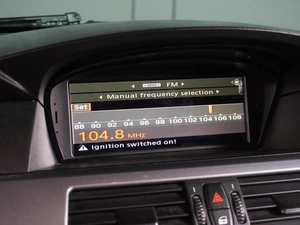 FM
Manual frequency selection
Set
88 90 92 94 96 98 100 102 104 106 108
104.8 MHz
Ignition switched on!